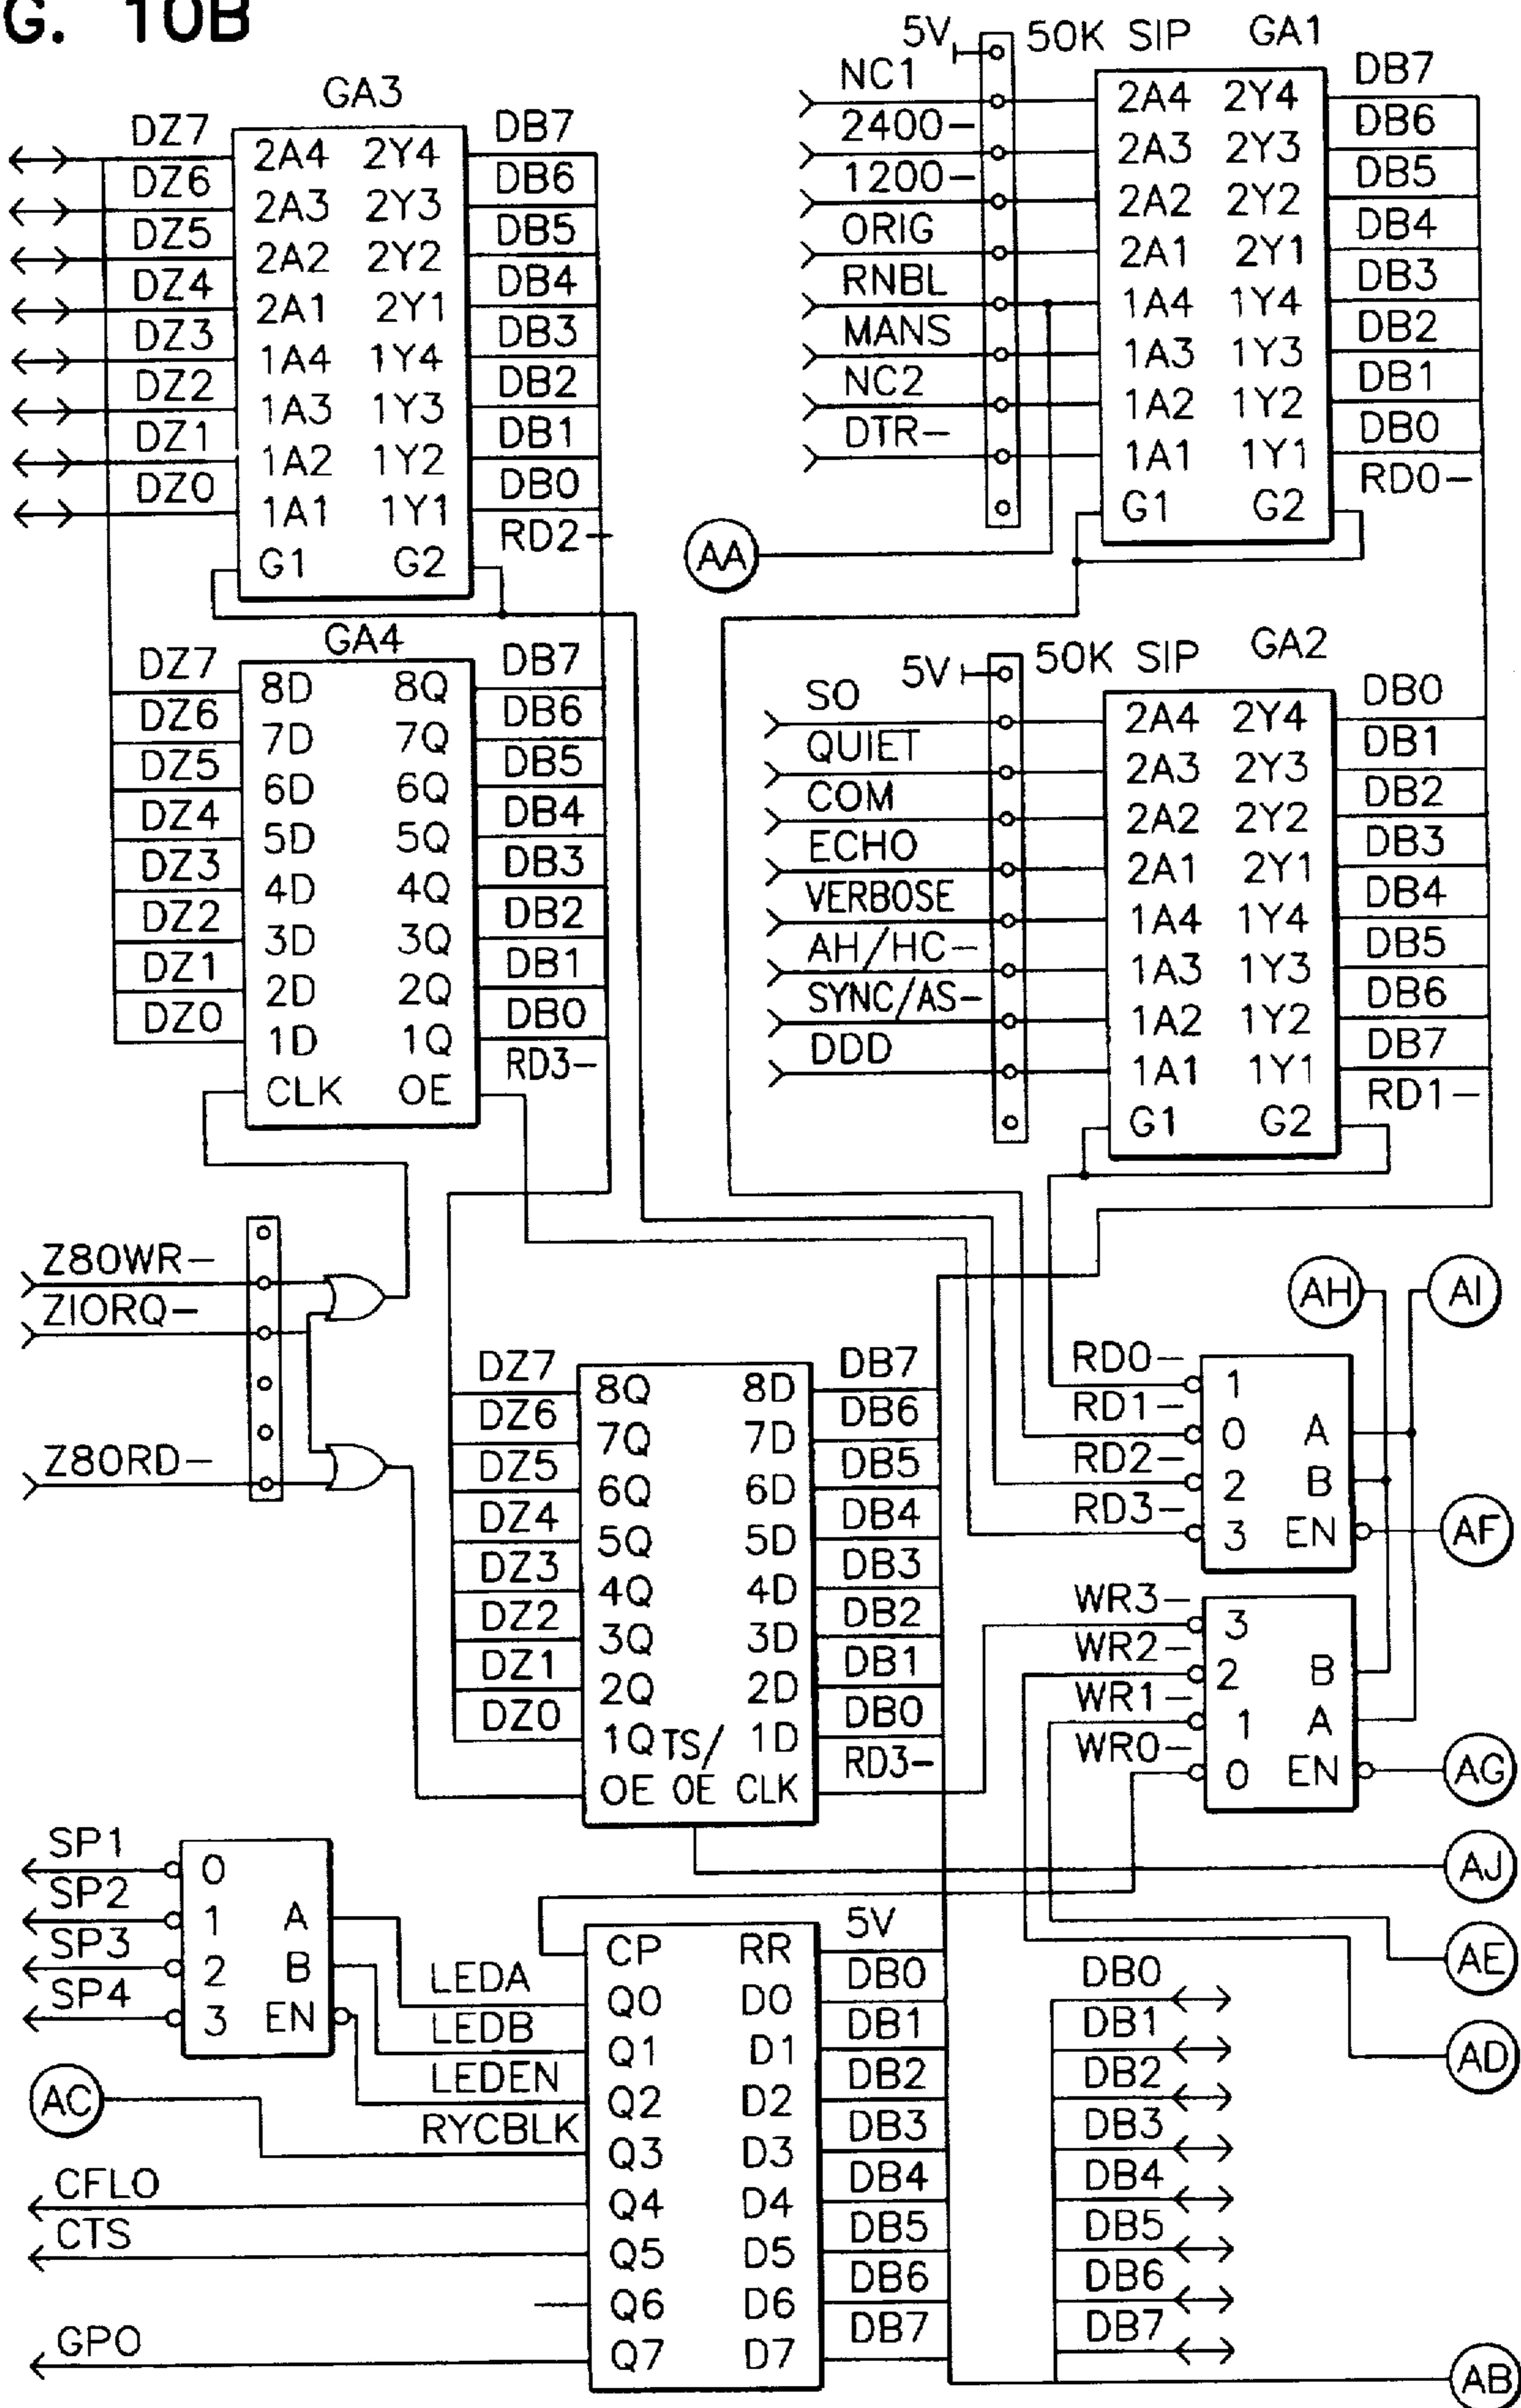 G. 10B
GA3
DZ7 2A4 2Y4 DB7
DZ6 2A3 2Y3 DB6
DZ5 2A2 2Y2 DB5
DZ4 2A1 2Y1 DB4
DZ3 1A4 1Y4 DB3
DZ2 1A3 1Y3 DB2
DZ1 1A2 1Y2 DB1
DZ0 1A1 1Y1 DB0
G1 G2 RD2-
5V 50K SIP GA1
NC1 2A4 2Y4 DB7
2400- 2A3 2Y3 DB6
1200- 2A2 2Y2 DB5
ORIG 2A1 2Y1 DB4
RNBL 1A4 1Y4 DB3
MANS 1A3 1Y3 DB2
NC2 1A2 1Y2 DB1
DTR- 1A1 1Y1 DB0
G1 G2 RD0-
AA
GA4
DZ7 8D 8Q DB7
DZ6 7D 7Q DB6
DZ5 6D 6Q DB5
DZ4 5D 5Q DB4
DZ3 4D 4Q DB3
DZ2 3D 3Q DB2
DZ1 2D 2Q DB1
DZ0 1D 1Q DB0
CLK OE RD3-
5V 50K SIP GA2
SO 2A4 2Y4 DB0
QUIET 2A3 2Y3 DB1
COM 2A2 2Y2 DB2
ECHO 2A1 2Y1 DB3
VERBOSE 1A4 1Y4 DB4
AH/HC- 1A3 1Y3 DB5
SYNC/AS- 1A2 1Y2 DB6
DDD 1A1 1Y1 DB7
G1 G2 RD1-
Z80WR-
ZIORQ-
Z80RD-
DZ7 8Q 8D DB7
DZ6 7Q 7D DB6
DZ5 6Q 6D DB5
DZ4 5Q 5D DB4
DZ3 4Q 4D DB3
DZ2 3Q 3D DB2
DZ1 2Q 2D DB1
DZ0 1Q TS/ 1D DB0
OE OE CLK RD3-
AH AI
RD0- 1
RD1- 0 A
RD2- 2 B
RD3- 3 EN AF
WR3- 3
WR2- 2 B
WR1- 1 A
WR0- 0 EN AG
AJ
AE
AD
SP1 0
SP2 1 A
SP3 2 B
SP4 3 EN
AC
CP RR 5V
LEDA Q0 D0 DB0
LEDB Q1 D1 DB1
LEDEN Q2 D2 DB2
RYCBLK Q3 D3 DB3
CFLO Q4 D4 DB4
CTS Q5 D5 DB5
Q6 D6 DB6
GPO Q7 D7 DB7
DB0
DB1
DB2
DB3
DB4
DB5
DB6
DB7
AB